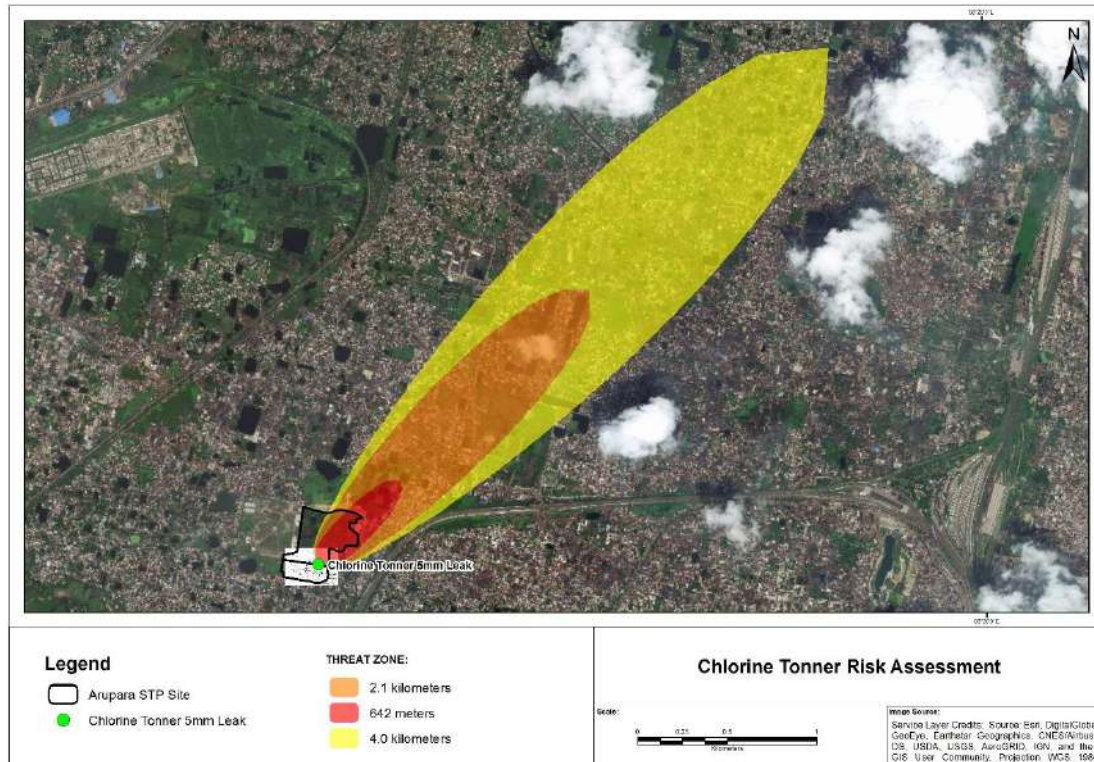 N
Chlorine Tonner 5mm Leak
Legend
Arupara STP Site
Chlorine Tonner 5mm Leak
THREAT ZONE:
2.1 kilometers
642 meters
4.0 kilometers
Chlorine Tonner Risk Assessment
Scale:
0 0.25 0.5 1
Kilometers
Image Source:
Service Layer Credits: Source: Esri, DigitalGlobe,
GeoEye, Earthstar Geographics, CNES/Airbus
DS, USDA, USGS, AeroGRID, IGN, and the
GIS User Community, Projection WGS 1984